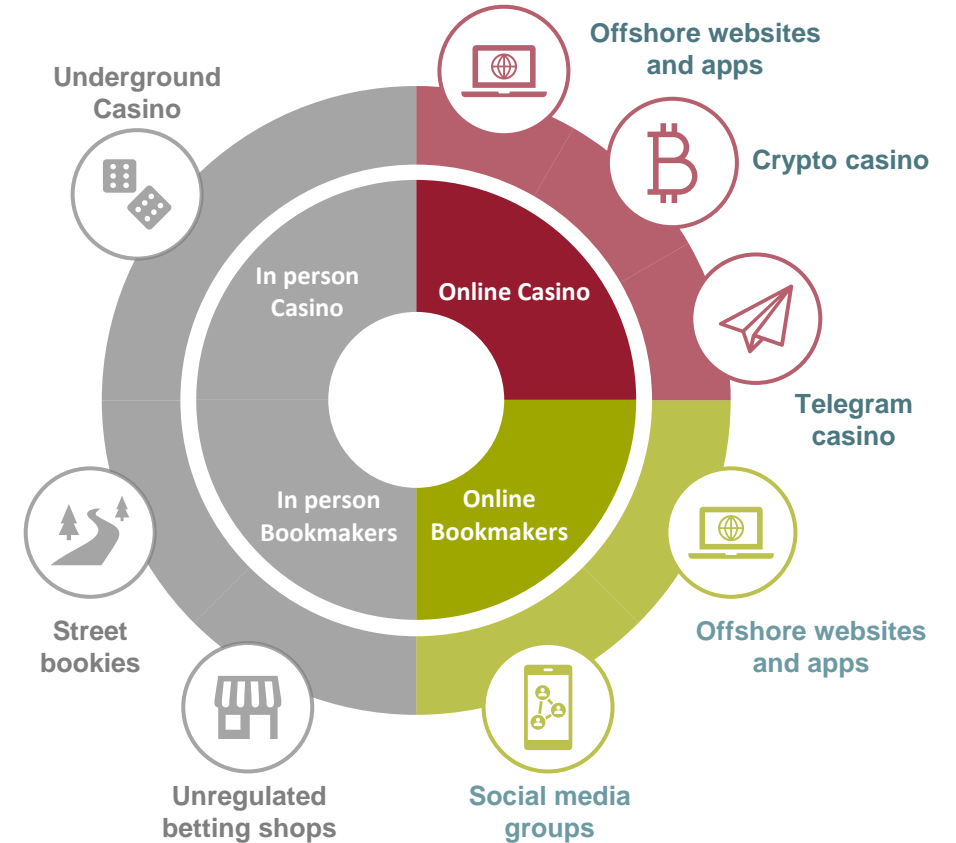 Offshore websites
and apps
Underground
Casino
Crypto casino
In person
Casino
Online Casino
Telegram
casino
In person
Bookmakers
Online
Bookmakers
Street
bookies
Offshore websites
and apps
Unregulated
betting shops
Social media
groups